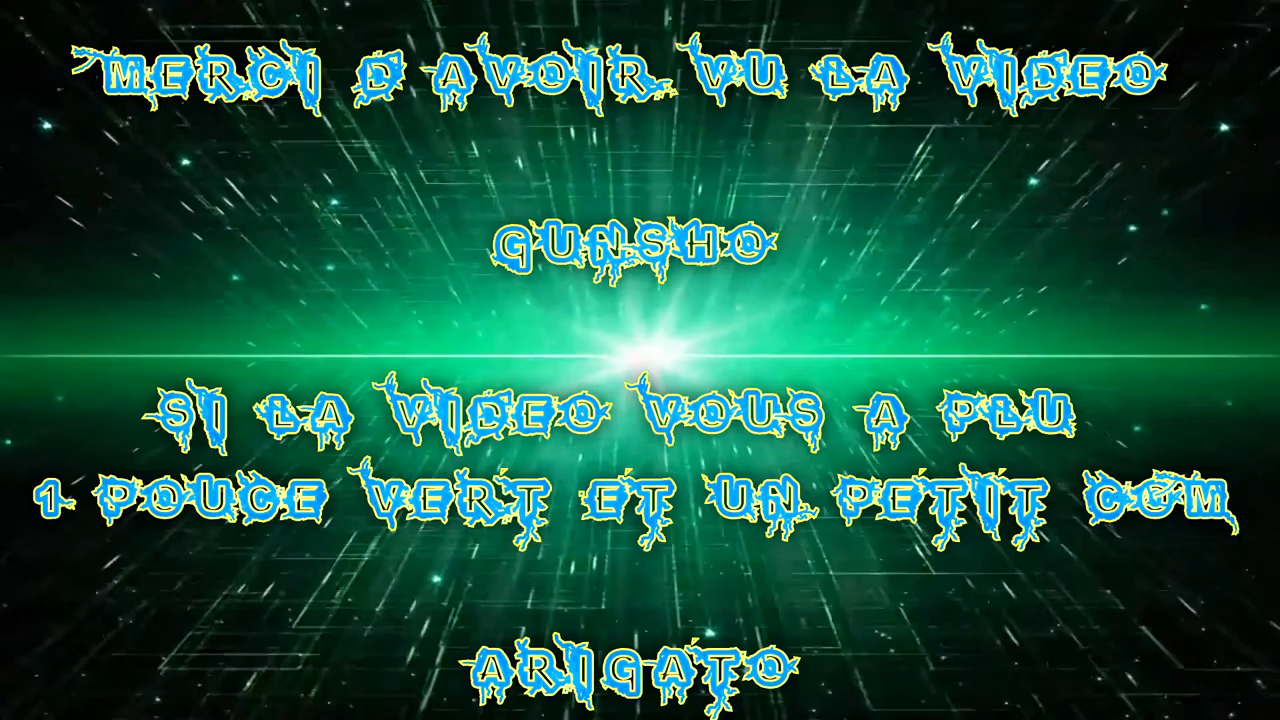 MERCI D AVOIR VU LA VIDEO
GUNSHO
SI LA VIDEO VOUS A PLU
1 POUCE VERT ET UN PETIT COM
ARIGATO